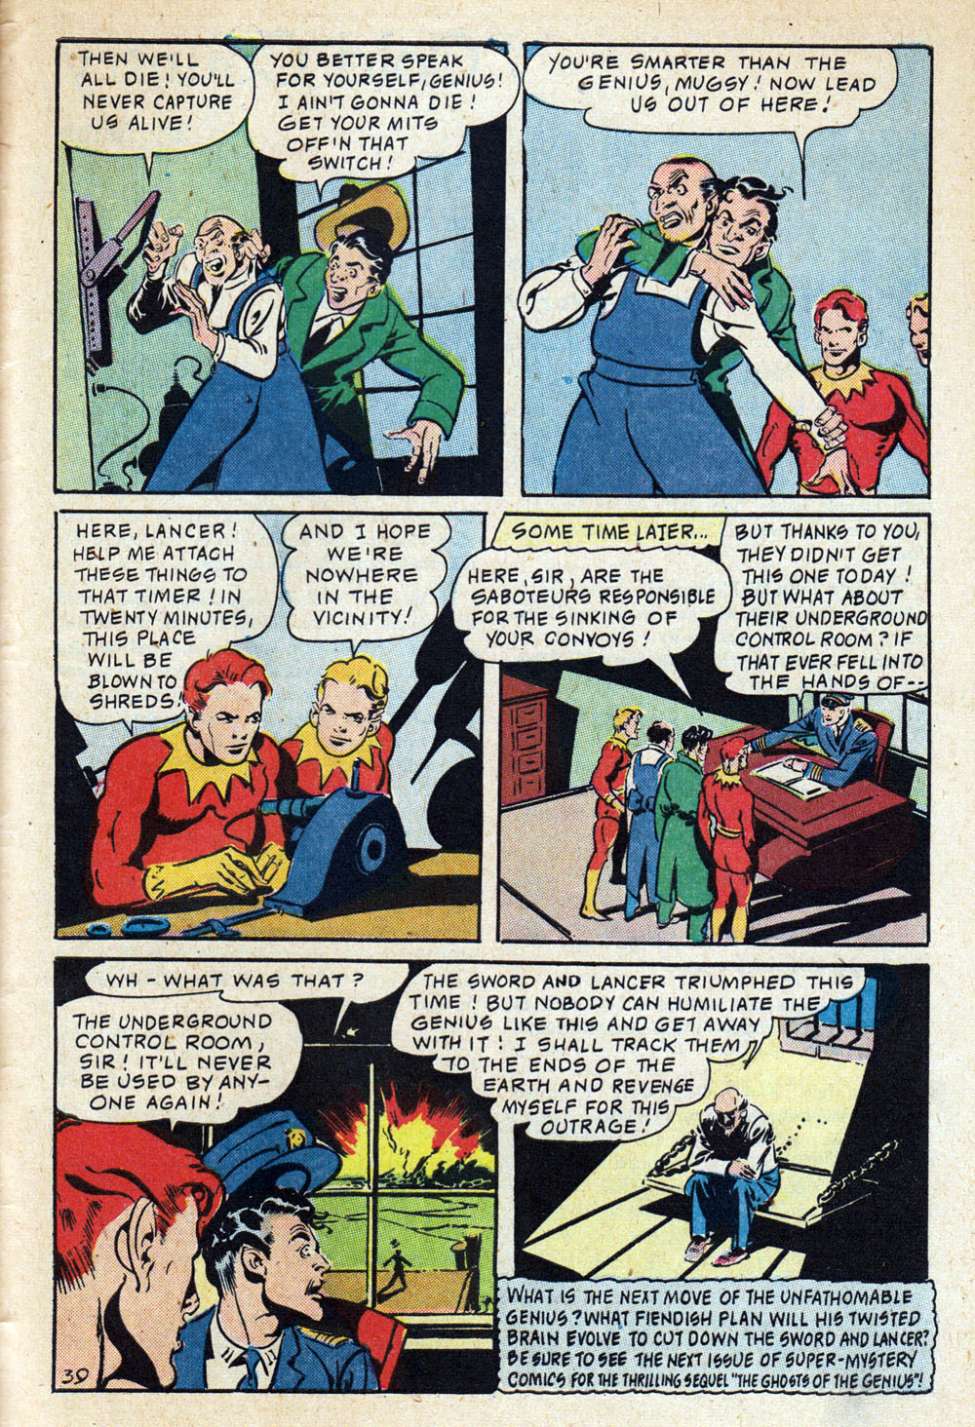 THEN WE'LL
ALL DIE! YOU'LL
NEVER CAPTURE
US ALIVE!
YOU BETTER SPEAK
FOR YOURSELF, GENIUS!
I AIN'T GONNA DIE!
GET YOUR MITS
OFF'N THAT
SWITCH!
YOU'RE SMARTER THAN THE
GENIUS, MUGSY! NOW LEAD
US OUT OF HERE!
HERE, LANCER!
HELP ME ATTACH
THESE THINGS TO
THAT TIMER! IN
TWENTY MINUTES,
THIS PLACE
WILL BE
BLOWN TO
SHREDS!
AND I HOPE
WE'RE
NOWHERE
IN THE
VICINITY!
SOME TIME LATER...
HERE, SIR, ARE THE
SABOTEURS RESPONSIBLE
FOR THE SINKING OF
YOUR CONVOYS!
BUT THANKS TO YOU,
THEY DIDN'T GET
THIS ONE TODAY!
BUT WHAT ABOUT
THEIR UNDERGROUND
CONTROL ROOM? IF
THAT EVER FELL INTO
THE HANDS OF--
WH - WHAT WAS THAT?
THE UNDERGROUND
CONTROL ROOM,
SIR! IT'LL NEVER
BE USED BY ANY-
ONE AGAIN!
THE SWORD AND LANCER TRIUMPHED THIS
TIME! BUT NOBODY CAN HUMILIATE THE
GENIUS LIKE THIS AND GET AWAY
WITH IT! I SHALL TRACK THEM
TO THE ENDS OF THE
EARTH AND REVENGE
MYSELF FOR THIS
OUTRAGE!
WHAT IS THE NEXT MOVE OF THE UNFATHOMABLE
GENIUS? WHAT FIENDISH PLAN WILL HIS TWISTED
BRAIN EVOLVE TO CUT DOWN THE SWORD AND LANCER?
BE SURE TO SEE THE NEXT ISSUE OF SUPER-MYSTERY
COMICS FOR THE THRILLING SEQUEL "THE GHOSTS OF THE GENIUS"!
39